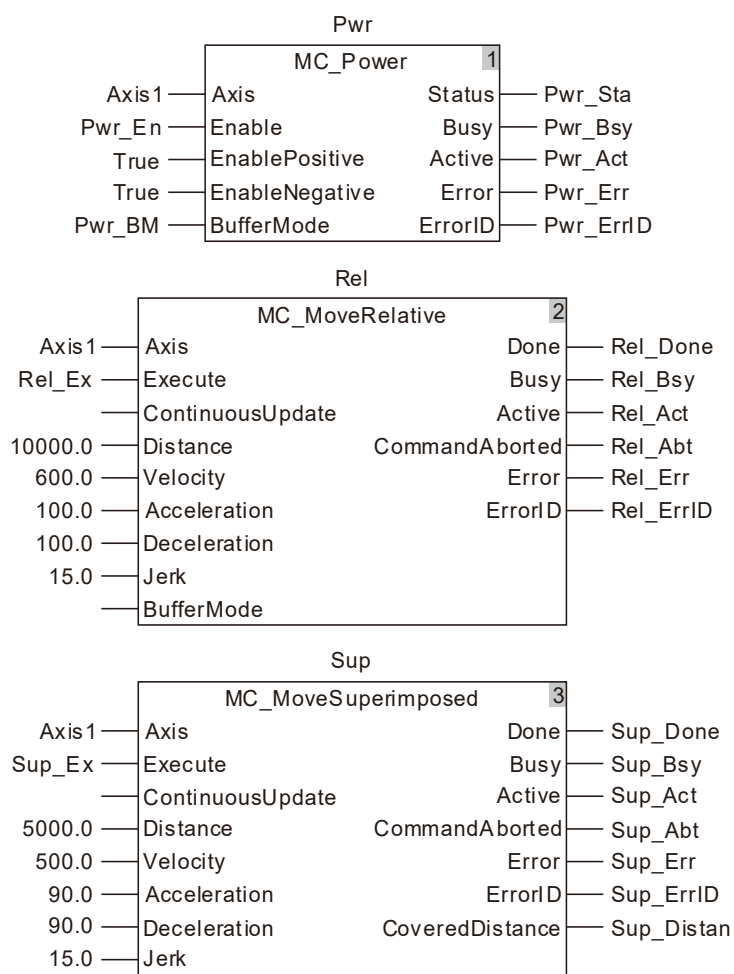 Pwr
MC_Power 1
Axis1 Axis Status Pwr_Sta
Pwr_En Enable Busy Pwr_Bsy
True EnablePositive Active Pwr_Act
True EnableNegative Error Pwr_Err
Pwr_BM BufferMode ErrorID Pwr_ErrID
Rel
MC_MoveRelative 2
Axis1 Axis Done Rel_Done
Rel_Ex Execute Busy Rel_Bsy
ContinuousUpdate Active Rel_Act
10000.0 Distance CommandAborted Rel_Abt
600.0 Velocity Error Rel_Err
100.0 Acceleration ErrorID Rel_ErrID
100.0 Deceleration
15.0 Jerk
BufferMode
Sup
MC_MoveSuperimposed 3
Axis1 Axis Done Sup_Done
Sup_Ex Execute Busy Sup_Bsy
ContinuousUpdate Active Sup_Act
5000.0 Distance CommandAborted Sup_Abt
500.0 Velocity Error Sup_Err
90.0 Acceleration ErrorID Sup_ErrID
90.0 Deceleration CoveredDistance Sup_Distan
15.0 Jerk